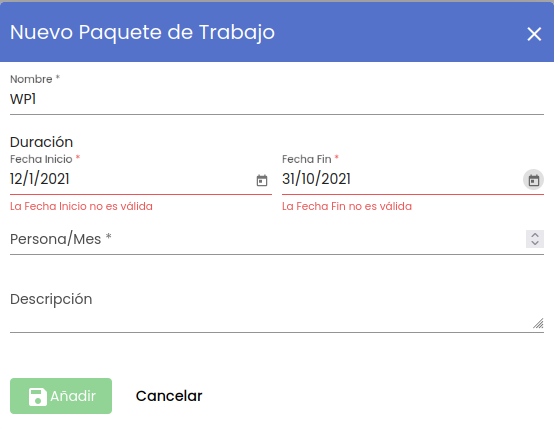 Nuevo Paquete de Trabajo
Nombre *
WP1
Duración
Fecha Inicio *
Fecha Fin *
12/1/2021
31/10/2021
La Fecha Inicio no es válida
La Fecha Fin no es válida
Persona/Mes *
Descripción
Añadir
Cancelar